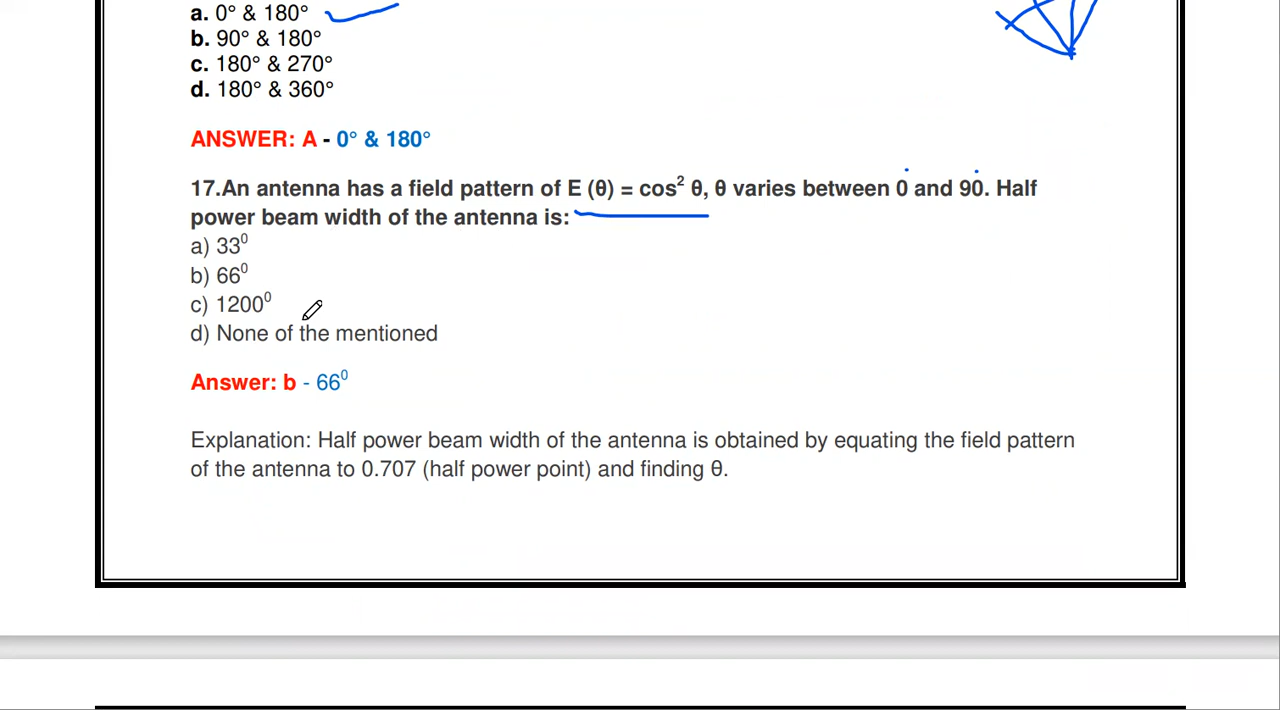 a. 0° & 180°
b. 90° & 180°
c. 180° & 270°
d. 180° & 360°
ANSWER: A - 0° & 180°
17.An antenna has a field pattern of E (θ) = cos² θ, θ varies between 0 and 90. Half
power beam width of the antenna is:
a) 33⁰
b) 66⁰
c) 1200⁰
d) None of the mentioned
Answer: b - 66⁰
Explanation: Half power beam width of the antenna is obtained by equating the field pattern
of the antenna to 0.707 (half power point) and finding θ.